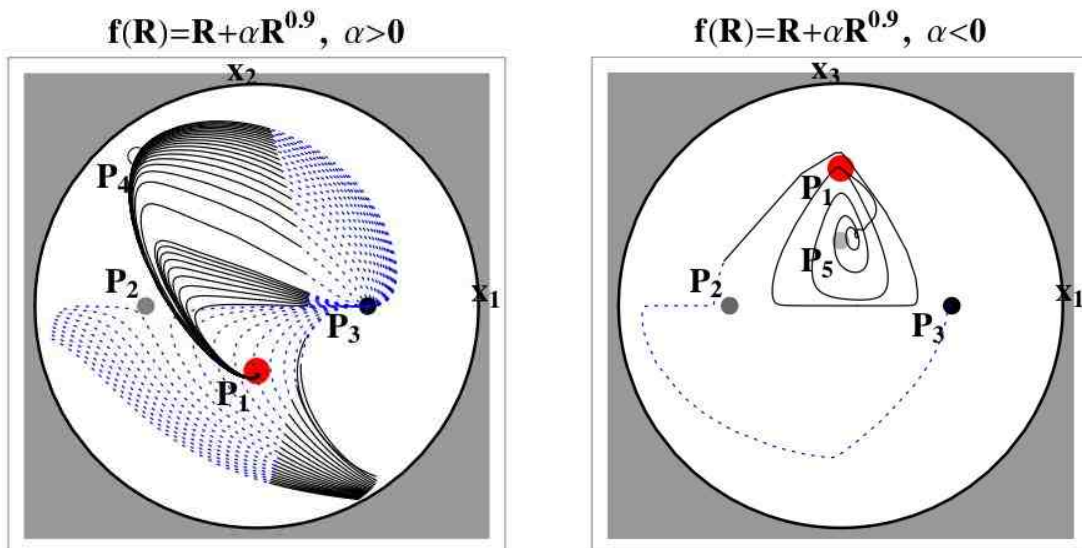 f(R)=R+αR^0.9, α>0
x₂
P₄
P₂
x₁
P₃
P₁
f(R)=R+αR^0.9, α<0
x₃
P₁
P₅
P₂
x₁
P₃